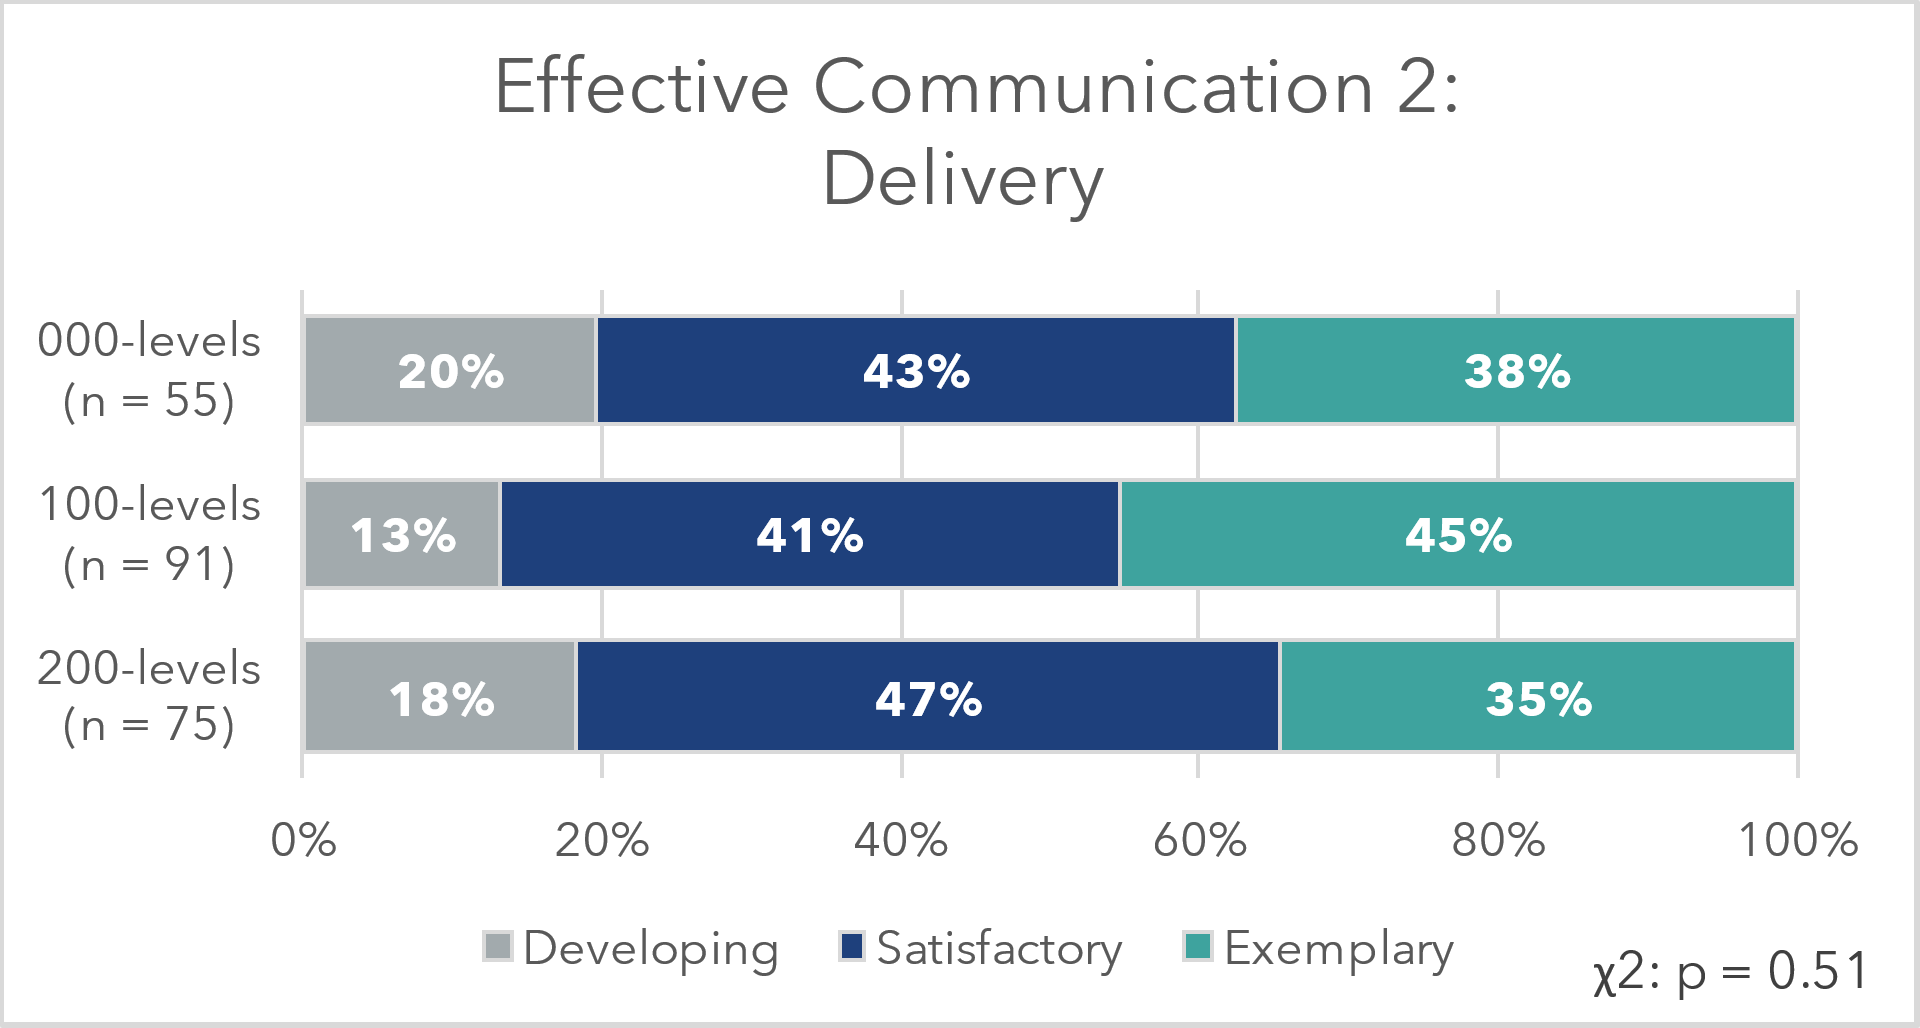 Effective Communication 2:
Delivery
000-levels
(n = 55)
20%
43%
38%
100-levels
(n = 91)
13%
41%
45%
200-levels
(n = 75)
18%
47%
35%
0%
20%
40%
60%
80%
100%
Developing
Satisfactory
Exemplary
χ2: p = 0.51